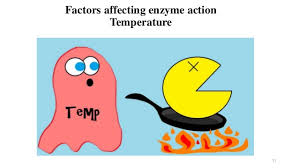 Factors affecting enzyme action
Temperature
TeMP